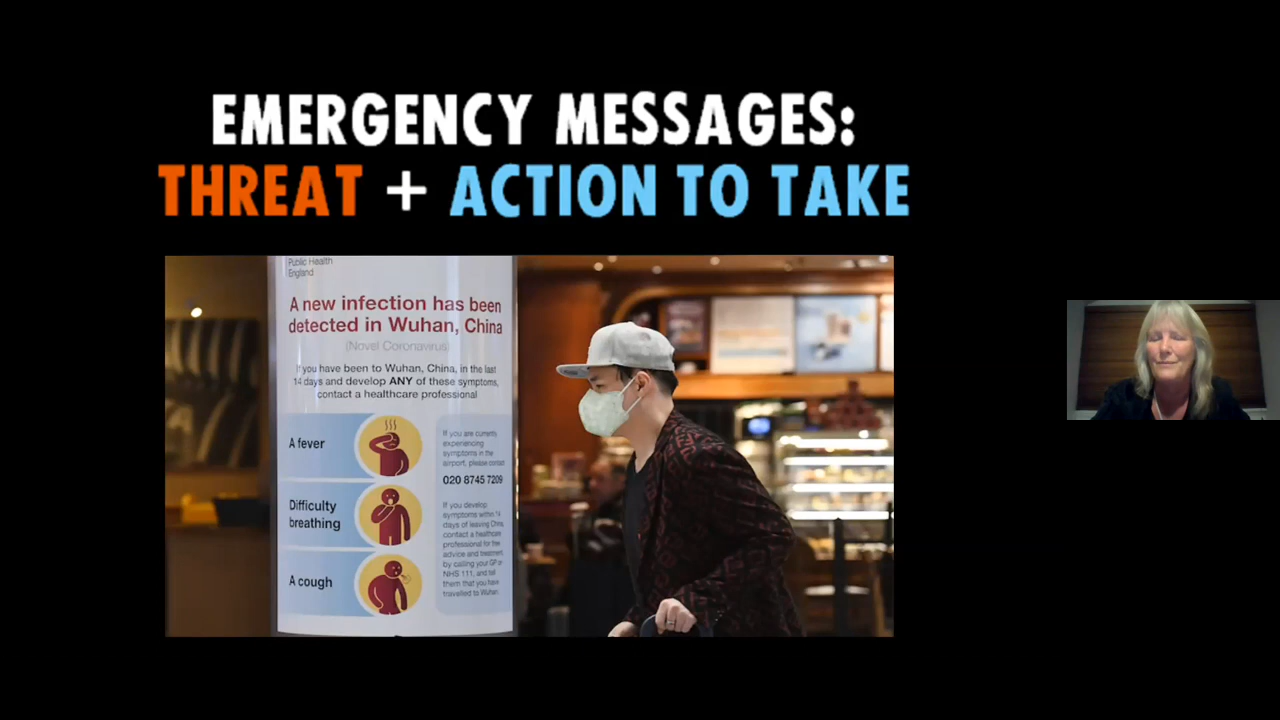 EMERGENCY MESSAGES:
THREAT + ACTION TO TAKE
Public Health
England
A new infection has been
detected in Wuhan, China
(Novel Coronavirus)
If you have been to Wuhan, China, in the last
14 days and develop ANY of these symptoms,
contact a healthcare professional
A fever
Difficulty
breathing
A cough
If you are currently
experiencing
symptoms in the
airport, please contact
020 8745 7209
If you develop
symptoms within 14
days of leaving China,
contact a healthcare
professional for free
advice and treatment
by calling your GP or
NHS 111, and tell
them that you have
travelled to Wuhan.